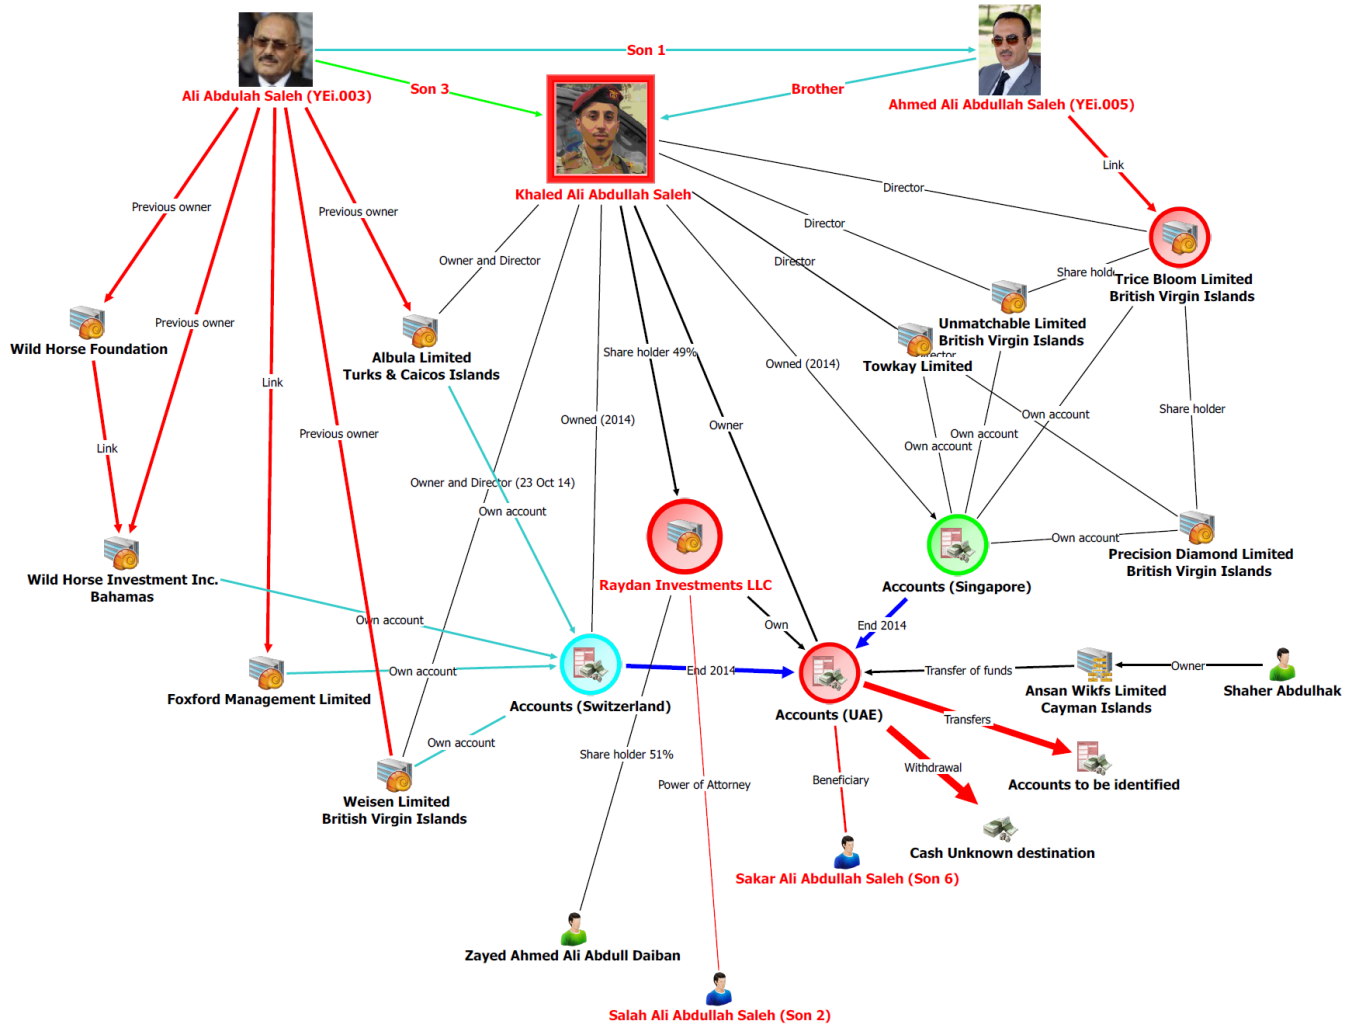 Son 1
Ali Abdulah Saleh (YEi.003)
Son 3
Brother
Ahmed Ali Abdullah Saleh (YEi.005)
Khaled Ali Abdullah Saleh
Link
Director
Previous owner
Previous owner
Director
Owner and Director
Director
Share hold
Trice Bloom Limited
British Virgin Islands
Previous owner
Unmatchable Limited
British Virgin Islands
Wild Horse Foundation
Albula Limited
Turks & Caicos Islands
Share holder 49%
Director
Towkay Limited
Owned (2014)
Link
Share holder
Own account
Owned (2014)
Owner
Previous owner
Own account
Own account
Link
Owner and Director (23 Oct 14)
Own account
Own account
Precision Diamond Limited
British Virgin Islands
Wild Horse Investment Inc.
Bahamas
Raydan Investments LLC
Accounts (Singapore)
Own account
Own
End 2014
Own account
End 2014
Transfer of funds
Owner
Foxford Management Limited
Accounts (Switzerland)
Accounts (UAE)
Ansan Wikfs Limited
Cayman Islands
Shaher Abdulhak
Transfers
Own account
Share holder 51%
Power of Attorney
Beneficiary
Withdrawal
Accounts to be identified
Weisen Limited
British Virgin Islands
Cash Unknown destination
Sakar Ali Abdullah Saleh (Son 6)
Zayed Ahmed Ali Abdull Daiban
Salah Ali Abdullah Saleh (Son 2)